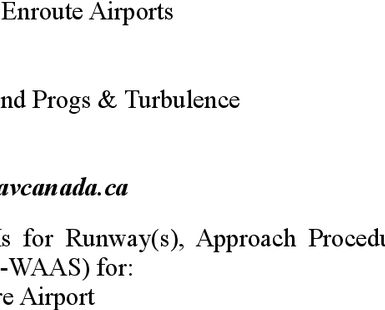 Enroute Airports
nd Progs & Turbulence
avcanada.ca
s for Runway(s), Approach Procedu
-WAAS) for:
re Airport